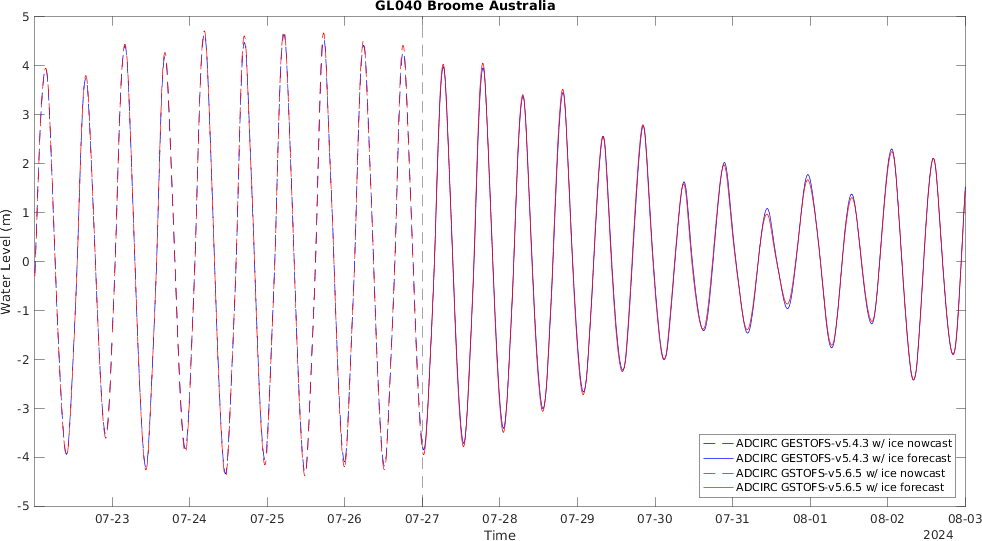 GL040 Broome Australia
Water Level (m)
5
4
3
2
1
0
-1
-2
-3
-4
-5
ADCIRC GESTOFS-v5.4.3 w/ ice nowcast
ADCIRC GESTOFS-v5.4.3 w/ ice forecast
ADCIRC GSTOFS-v5.6.5 w/ ice nowcast
ADCIRC GSTOFS-v5.6.5 w/ ice forecast
07-23 07-24 07-25 07-26 07-27 07-28 07-29 07-30 07-31 08-01 08-02 08-03
Time
2024